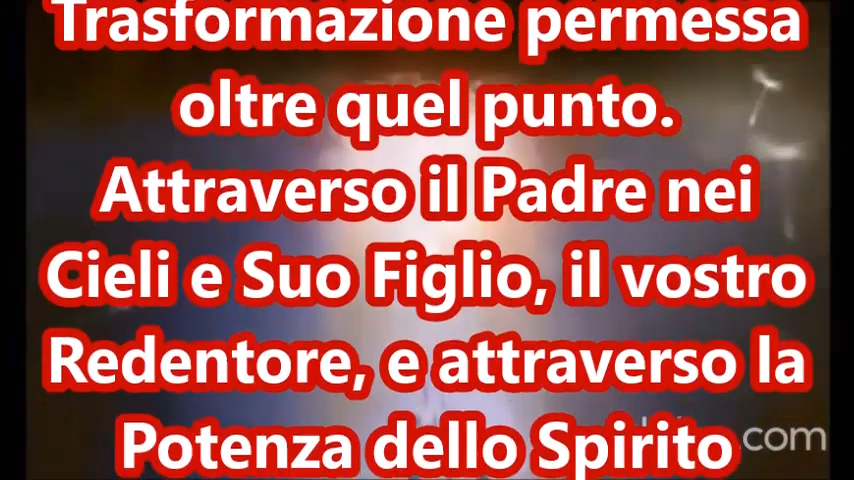 Trasformazione permessa
oltre quel punto.
Attraverso il Padre nei
Cieli e Suo Figlio, il vostro
Redentore, e attraverso la
Potenza dello Spirito
com